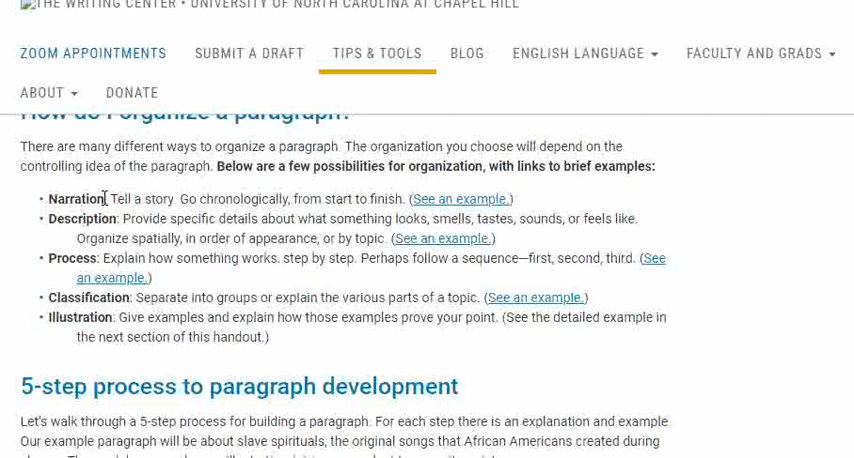 THE WRITING CENTER • UNIVERSITY OF NORTH CAROLINA AT CHAPEL HILL
ZOOM APPOINTMENTS SUBMIT A DRAFT TIPS & TOOLS BLOG ENGLISH LANGUAGE FACULTY AND GRADS
ABOUT DONATE
How do I organize a paragraph?
There are many different ways to organize a paragraph. The organization you choose will depend on the
controlling idea of the paragraph. Below are a few possibilities for organization, with links to brief examples:
• Narration: Tell a story. Go chronologically, from start to finish. (See an example.)
• Description: Provide specific details about what something looks, smells, tastes, sounds, or feels like.
Organize spatially, in order of appearance, or by topic. (See an example.)
• Process: Explain how something works, step by step. Perhaps follow a sequence—first, second, third. (See
an example.)
• Classification: Separate into groups or explain the various parts of a topic. (See an example.)
• Illustration: Give examples and explain how those examples prove your point. (See the detailed example in
the next section of this handout.)
5-step process to paragraph development
Let's walk through a 5-step process for building a paragraph. For each step there is an explanation and example.
Our example paragraph will be about slave spirituals, the original songs that African Americans created during